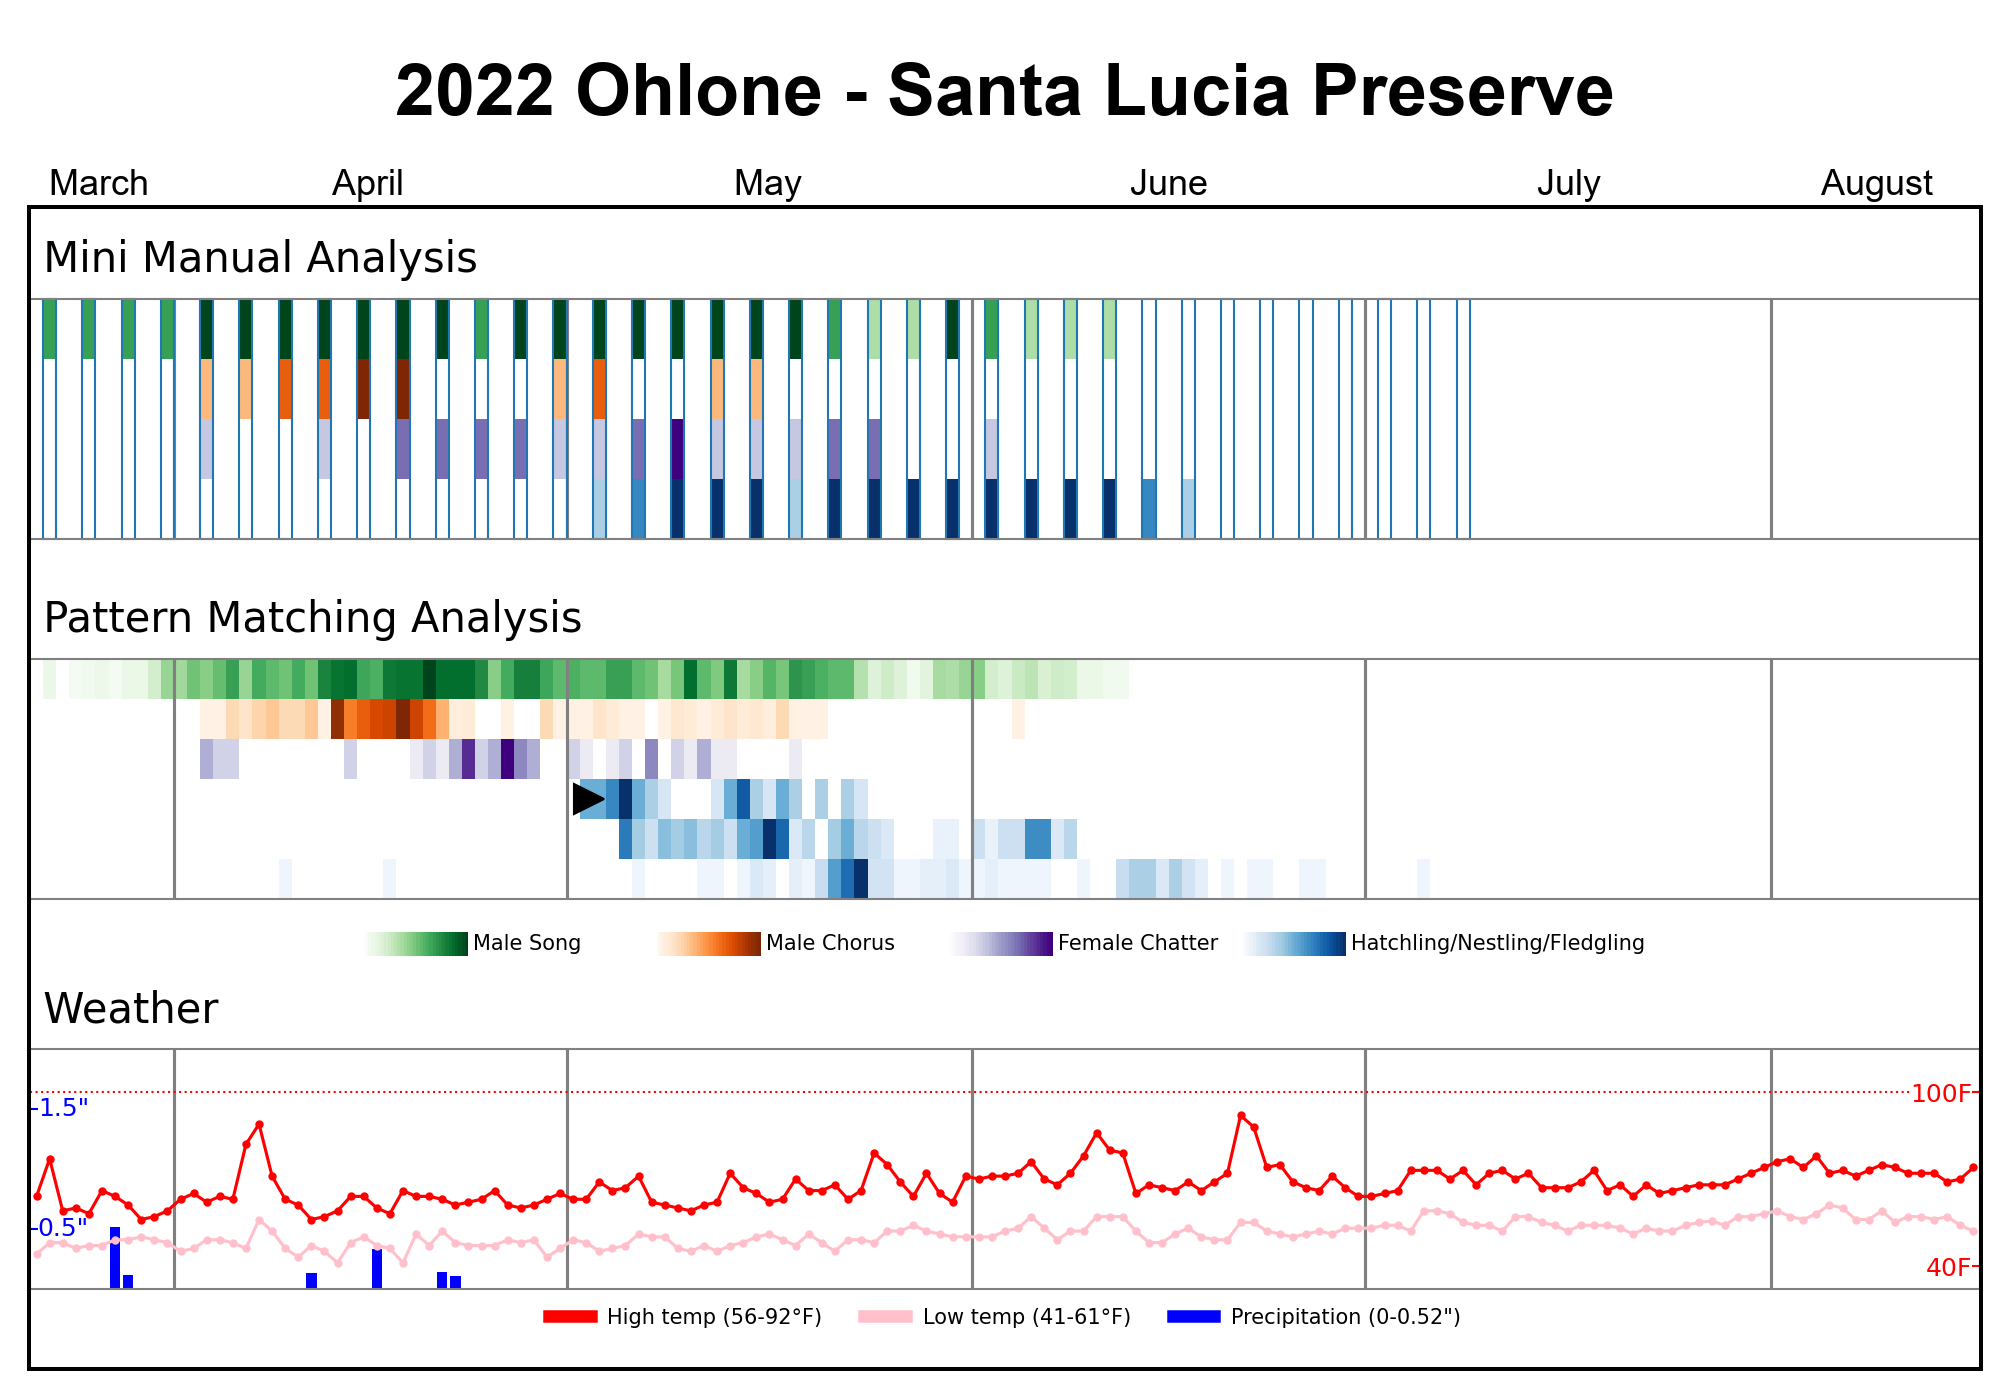 2022 Ohlone - Santa Lucia Preserve
March April May June July August
Mini Manual Analysis
Pattern Matching Analysis
Male Song Male Chorus Female Chatter Hatchling/Nestling/Fledgling
Weather
100F
1.5"
0.5"
40F
High temp (56-92°F) Low temp (41-61°F) Precipitation (0-0.52")